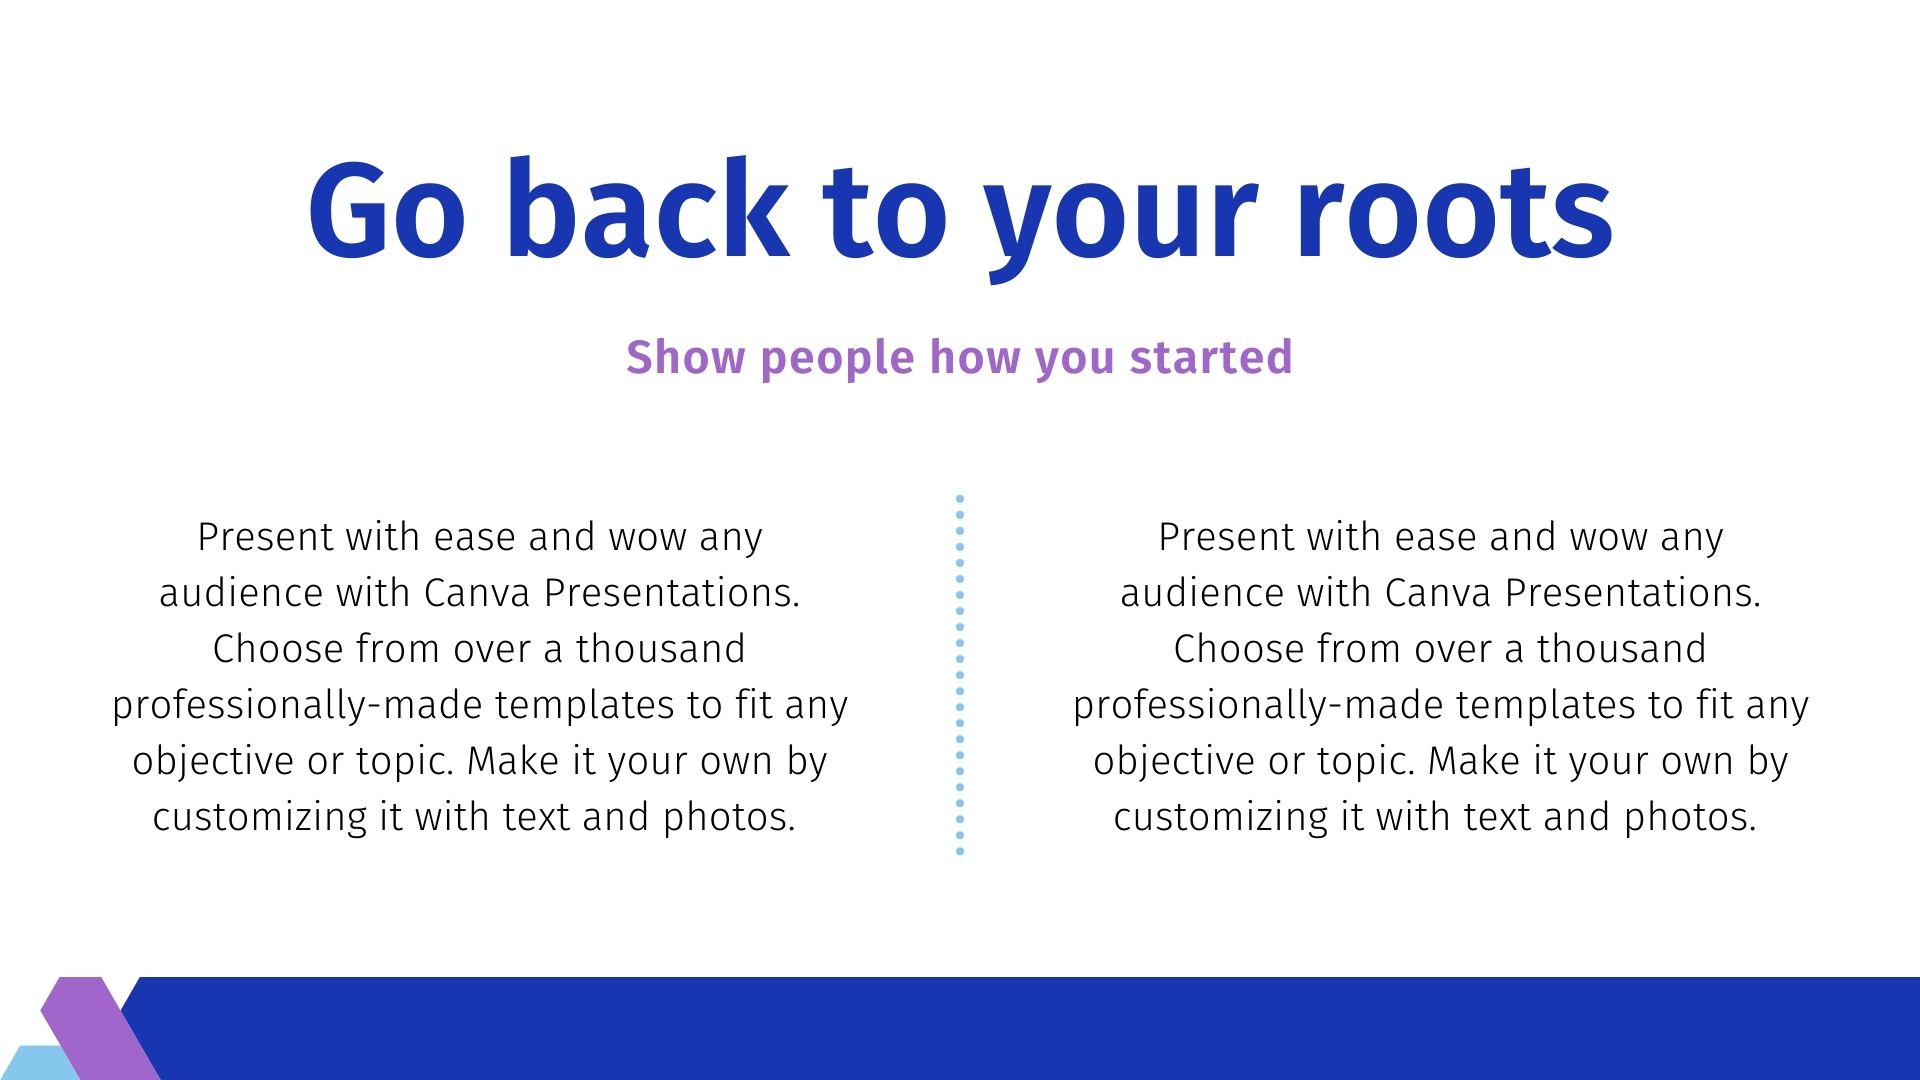 Go back to your roots
Show people how you started
Present with ease and wow any
audience with Canva Presentations.
Choose from over a thousand
professionally-made templates to fit any
objective or topic. Make it your own by
customizing it with text and photos.
Present with ease and wow any
audience with Canva Presentations.
Choose from over a thousand
professionally-made templates to fit any
objective or topic. Make it your own by
customizing it with text and photos.